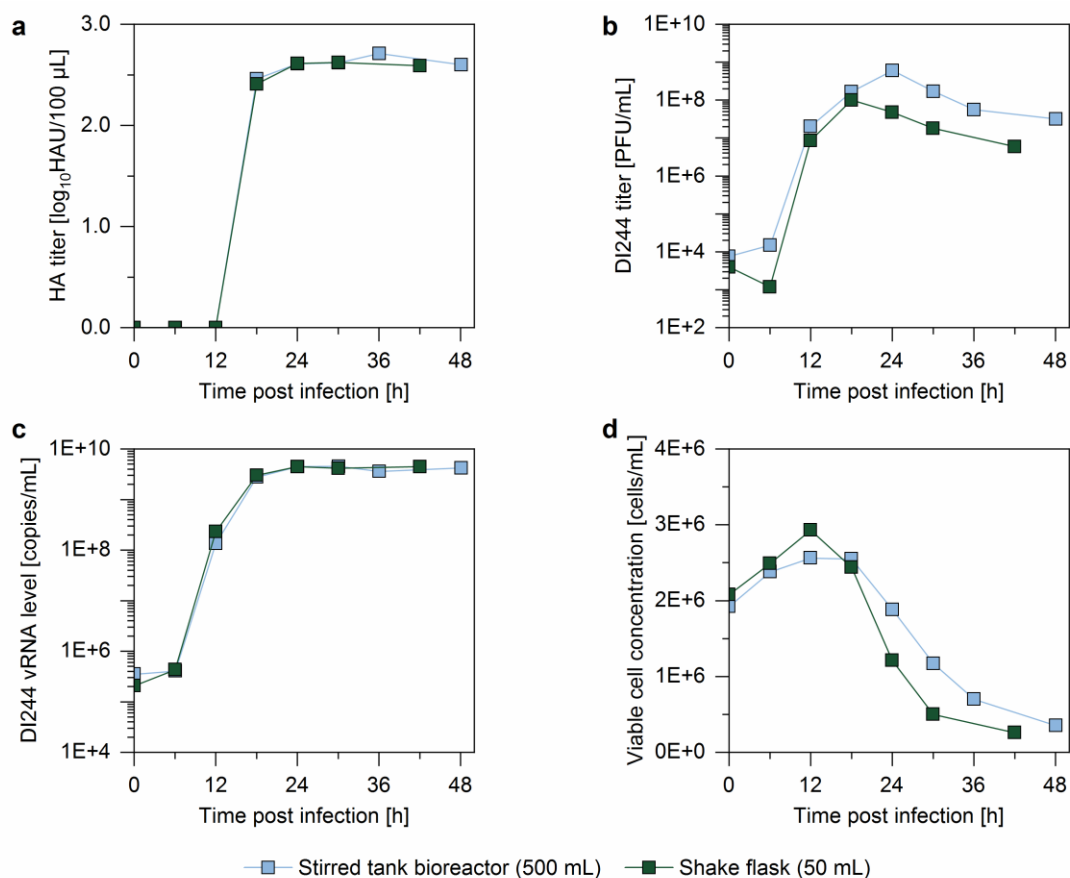 a
3.0
2.0
1.0
0.0
HA titer [log₁₀HAU/100 µL]
0 12 24 36 48
Time post infection [h]
b
1E+10
1E+8
1E+6
1E+4
1E+2
DI244 titer [PFU/mL]
0 12 24 36 48
Time post infection [h]
c
1E+10
1E+8
1E+6
1E+4
DI244 vRNA level [copies/mL]
0 12 24 36 48
Time post infection [h]
d
4E+6
3E+6
2E+6
1E+6
0E+0
Viable cell concentration [cells/mL]
0 12 24 36 48
Time post infection [h]
Stirred tank bioreactor (500 mL) Shake flask (50 mL)